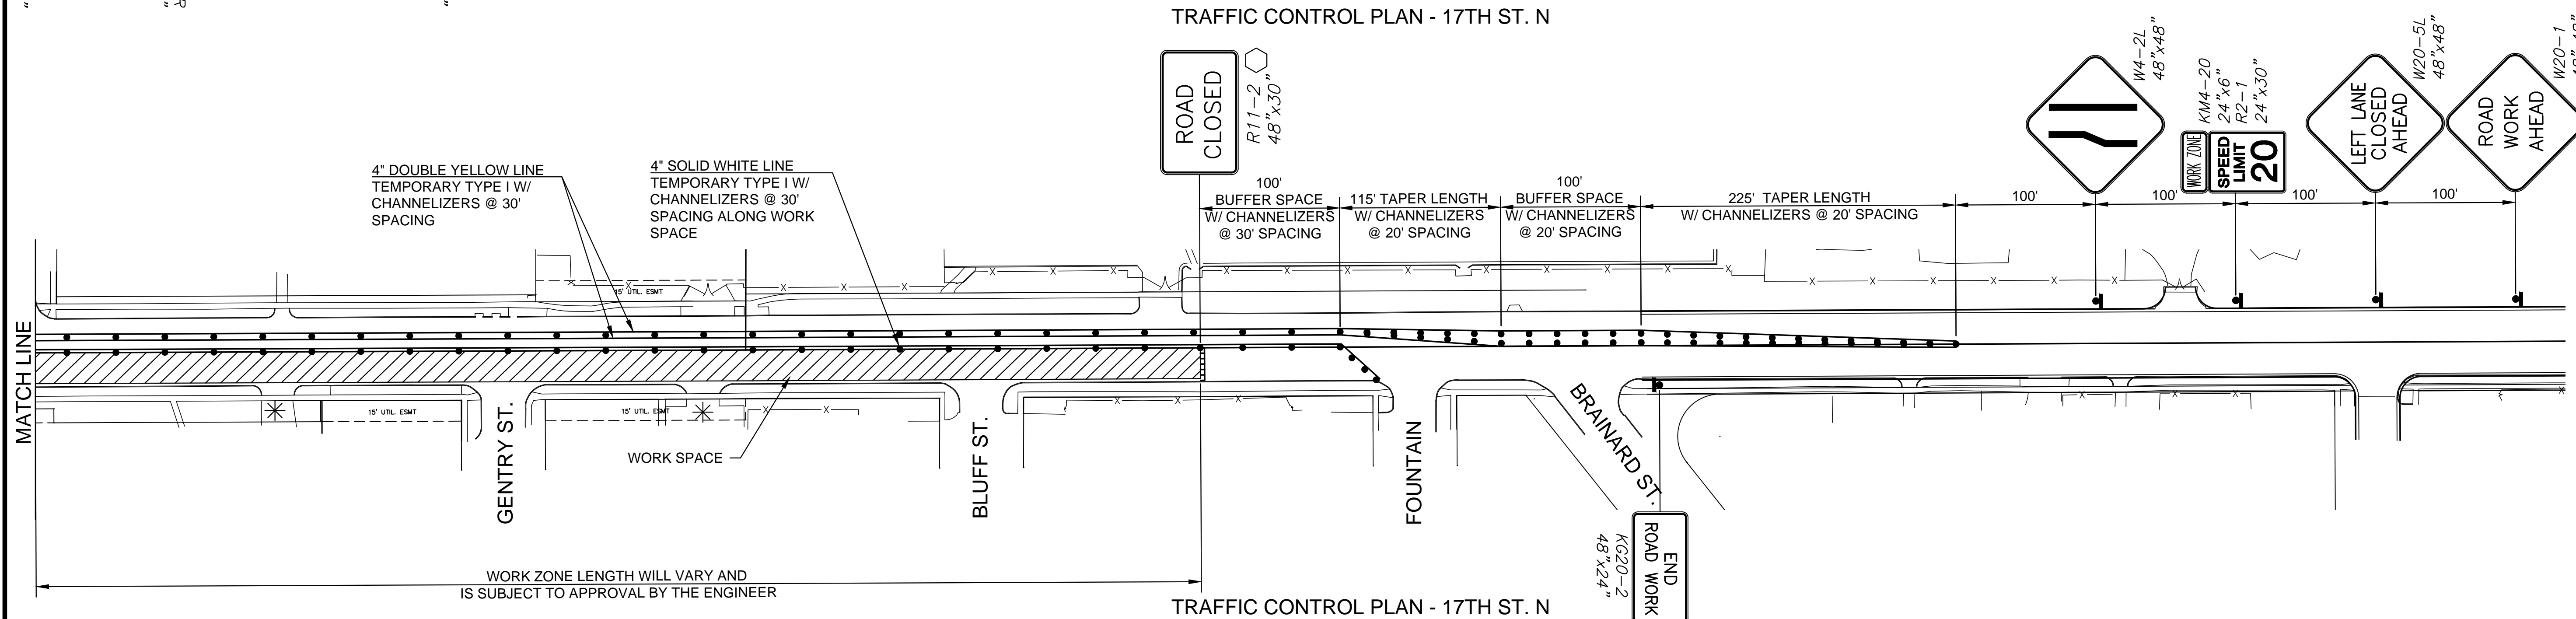 TRAFFIC CONTROL PLAN - 17TH ST. N
ROAD
CLOSED
R11-2
48"x30"
W4-2L
48"x48"
WORK ZONE
SPEED
LIMIT
20
KM4-20
24"x6"
R2-1
24"x30"
LEFT LANE
CLOSED
AHEAD
W20-5L
48"x48"
ROAD
WORK
AHEAD
W20-1
4" DOUBLE YELLOW LINE
TEMPORARY TYPE I W/
CHANNELIZERS @ 30'
SPACING
4" SOLID WHITE LINE
TEMPORARY TYPE I W/
CHANNELIZERS @ 30'
SPACING ALONG WORK
SPACE
100'
BUFFER SPACE
W/ CHANNELIZERS
@ 30' SPACING
115' TAPER LENGTH
W/ CHANNELIZERS
@ 20' SPACING
100'
BUFFER SPACE
W/ CHANNELIZERS
@ 20' SPACING
225' TAPER LENGTH
W/ CHANNELIZERS @ 20' SPACING
100'
100'
100'
100'
15' UTIL. ESMT
MATCH LINE
15' UTIL. ESMT
15' UTIL. ESMT
GENTRY ST.
WORK SPACE
BLUFF ST.
FOUNTAIN
BRAINARD ST.
END
ROAD WORK
KG20-2
48"x24"
WORK ZONE LENGTH WILL VARY AND
IS SUBJECT TO APPROVAL BY THE ENGINEER
TRAFFIC CONTROL PLAN - 17TH ST. N